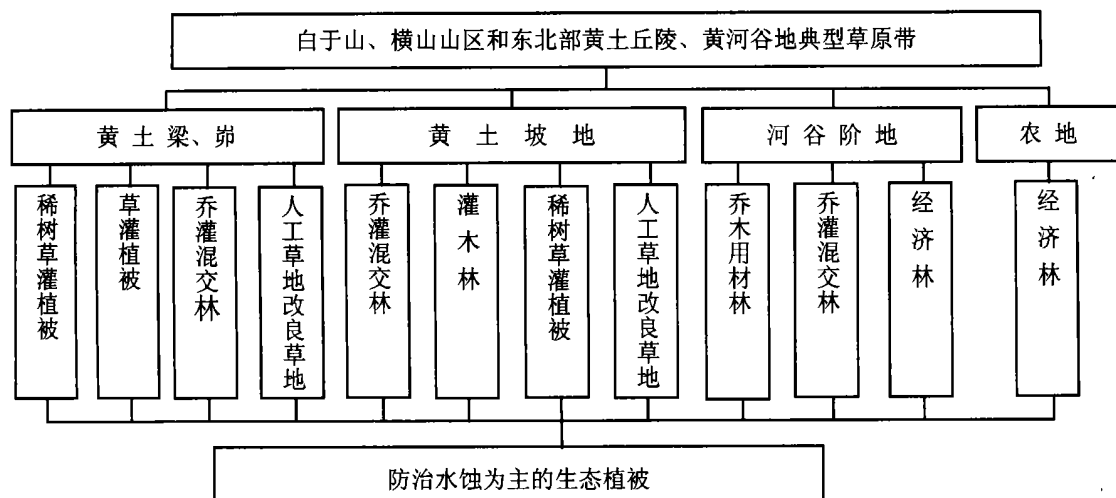 白于山、横山山区和东北部黄土丘陵、黄河谷地典型草原带
黄土梁、峁
黄土坡地
河谷阶地
农地
稀树草灌植被
草灌植被
乔灌混交林
人工草地改良草地
乔灌混交林
灌木林
稀树草灌植被
人工草地改良草地
乔木用材林
乔灌混交林
经济林
经济林
防治水蚀为主的生态植被